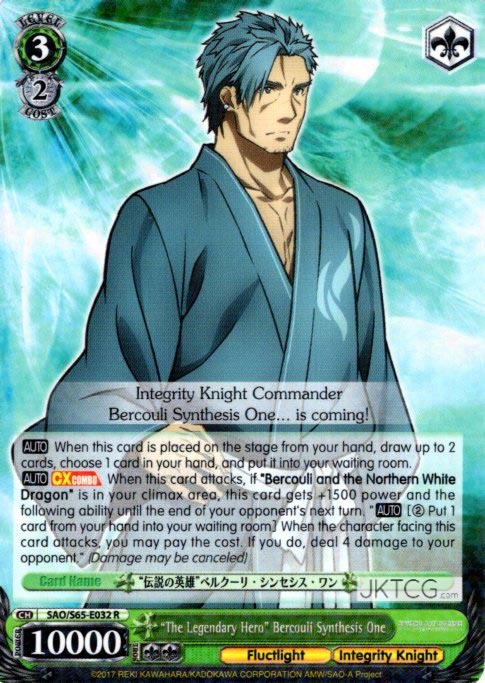 LEVEL
3
2
COST
Integrity Knight Commander
Bercouli Synthesis One... is coming!
AUTO When this card is placed on the stage from your hand, draw up to 2
cards, choose 1 card in your hand, and put it into your waiting room.
AUTO CXCOMBO When this card attacks, if "Bercouli and the Northern White
Dragon" is in your climax area, this card gets +1500 power and the
following ability until the end of your opponent's next turn. "AUTO [② Put 1
card from your hand into your waiting room] When the character facing
this card attacks, you may pay the cost. If you do, deal 4 damage to your
opponent." (Damage may be canceled)
Card Name
"伝説の英雄"ベルクーリ・シンセシス・ワン
JKTCG.com
CH SAO/S65-E032 R
"The Legendary Hero" Bercouli Synthesis One
POWER
10000
SOUL
Fluctlight
Integrity Knight
©2017 REKI KAWAHARA/KADOKAWA CORPORATION AMW/SAO-A Project